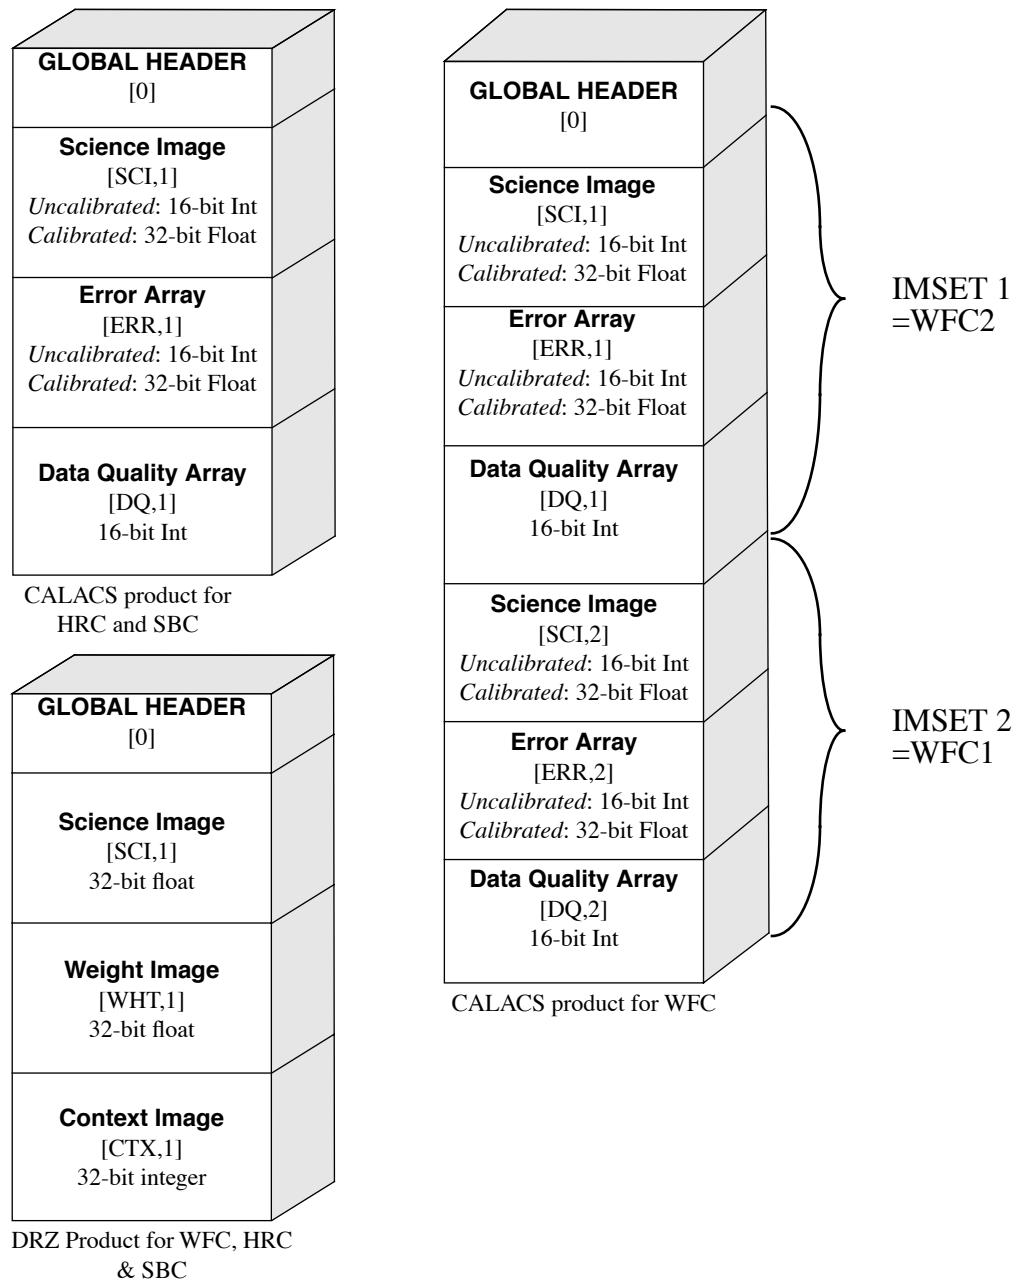 GLOBAL HEADER
[0]
Science Image
[SCI,1]
Uncalibrated: 16-bit Int
Calibrated: 32-bit Float
Error Array
[ERR,1]
Uncalibrated: 16-bit Int
Calibrated: 32-bit Float
Data Quality Array
[DQ,1]
16-bit Int
CALACS product for
HRC and SBC
GLOBAL HEADER
[0]
Science Image
[SCI,1]
32-bit float
Weight Image
[WHT,1]
32-bit float
Context Image
[CTX,1]
32-bit integer
DRZ Product for WFC, HRC
& SBC
GLOBAL HEADER
[0]
Science Image
[SCI,1]
Uncalibrated: 16-bit Int
Calibrated: 32-bit Float
Error Array
[ERR,1]
Uncalibrated: 16-bit Int
Calibrated: 32-bit Float
Data Quality Array
[DQ,1]
16-bit Int
Science Image
[SCI,2]
Uncalibrated: 16-bit Int
Calibrated: 32-bit Float
Error Array
[ERR,2]
Uncalibrated: 16-bit Int
Calibrated: 32-bit Float
Data Quality Array
[DQ,2]
16-bit Int
CALACS product for WFC
IMSET 1
=WFC2
IMSET 2
=WFC1